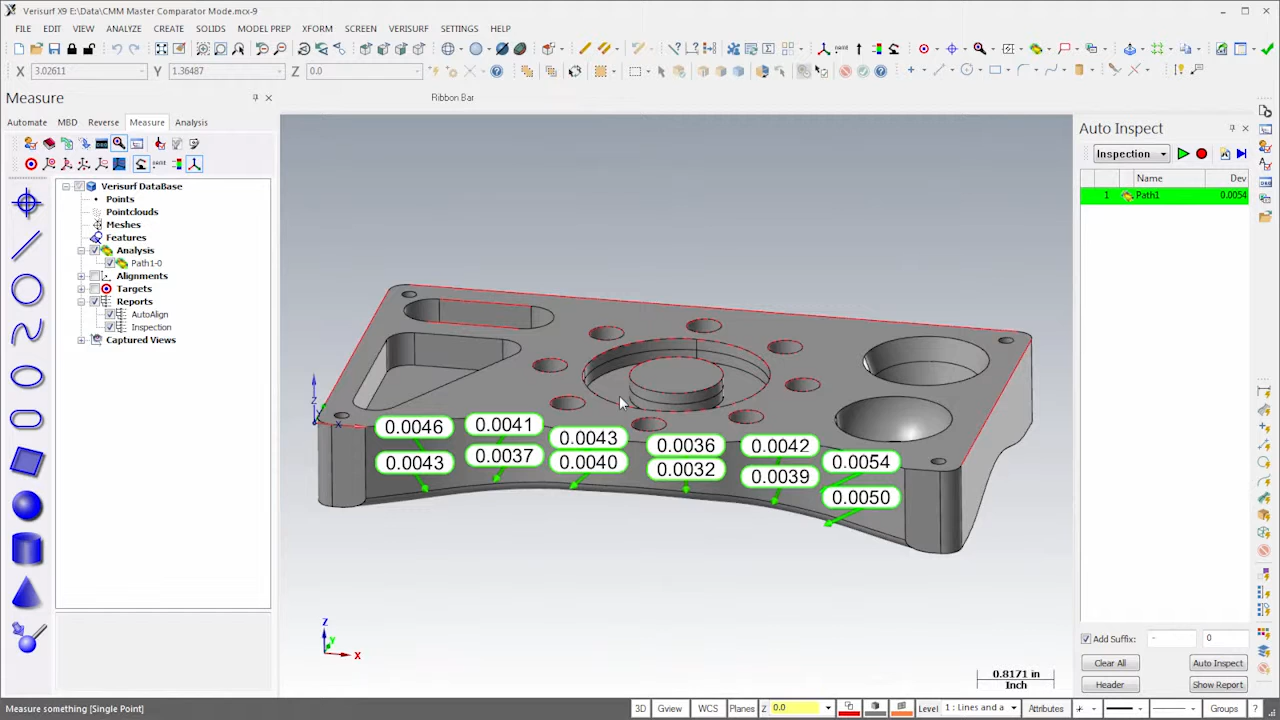 Verisurf X9 E:\Data\CMM Master Comparator Mode.mcx-9
FILE EDIT VIEW ANALYZE CREATE SOLIDS MODEL PREP XFORM SCREEN VERISURF SETTINGS HELP
X 3.02611 Y 1.36487 Z 0.0
Measure
Ribbon Bar
Automate MBD Reverse Measure Analysis
Verisurf DataBase
Points
Pointclouds
Meshes
Features
Analysis
Path1-0
Alignments
Targets
Reports
AutoAlign
Inspection
Captured Views
0.0046 0.0041 0.0043 0.0036 0.0042 0.0054
0.0043 0.0037 0.0040 0.0032 0.0039 0.0050
Z
X
Z
Y
X
0.8171 in
Inch
Auto Inspect
Inspection
Name Dev
1 Path1 0.0054
Add Suffix: - 0
Clear All Auto Inspect
Header Show Report
Measure something [Single Point]
3D Gview WCS Planes Z 0.0 Level 1 : Lines and a Attributes Groups ?